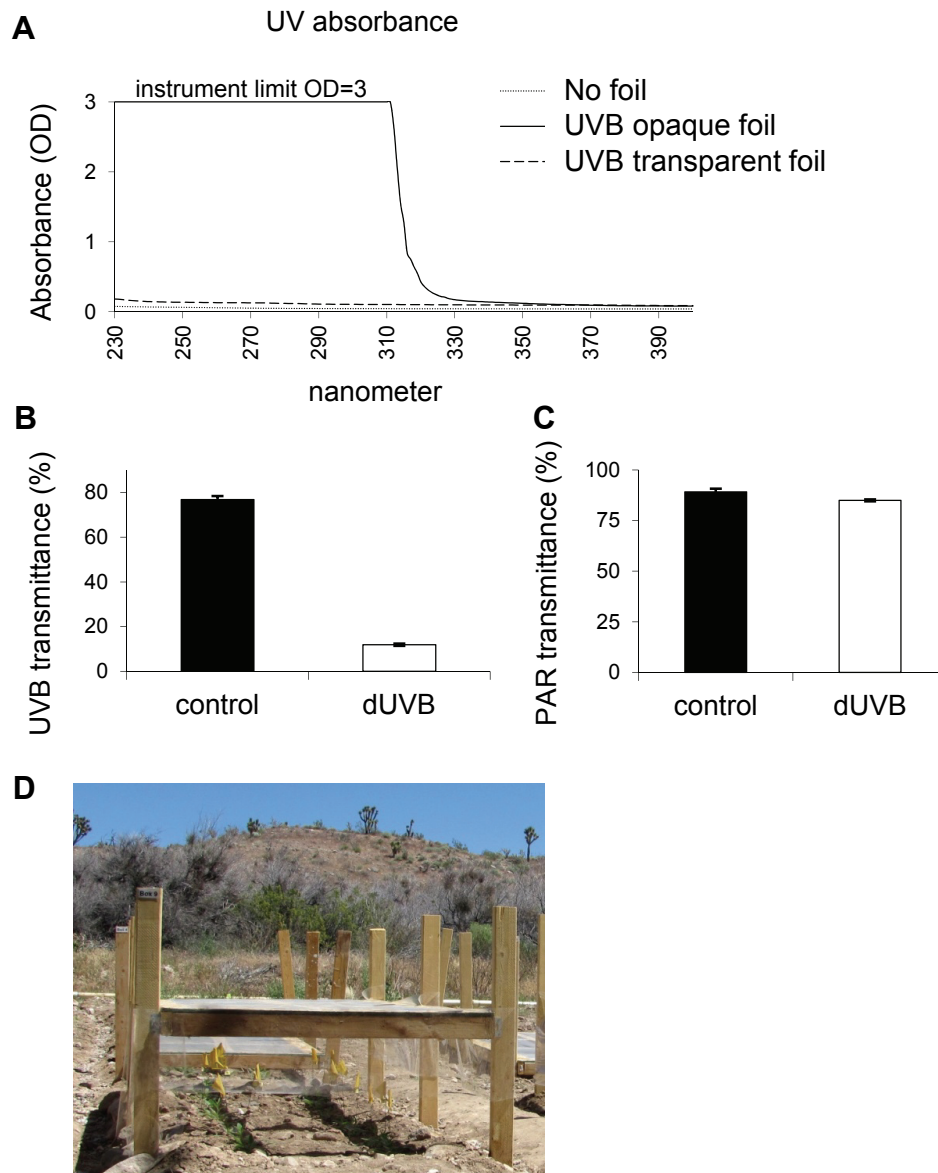 A
UV absorbance
instrument limit OD=3
No foil
UVB opaque foil
UVB transparent foil
Absorbance (OD)
3
2
1
0
230
250
270
290
310
330
350
370
390
nanometer
B
UVB transmittance (%)
80
60
40
20
0
control
dUVB
C
PAR transmittance (%)
100
75
50
25
0
control
dUVB
D